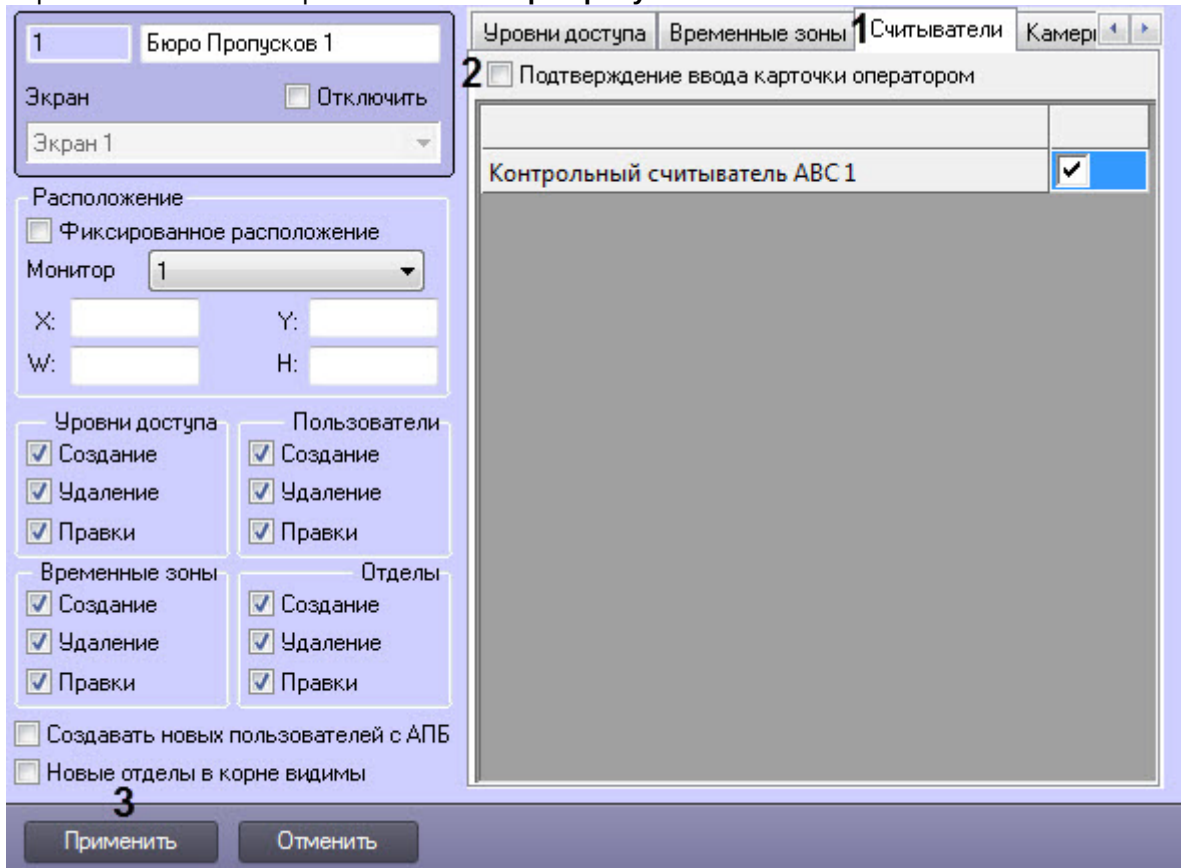 1
Бюро Пропусков 1
Экран
Отключить
Экран 1
Расположение
Фиксированное расположение
Монитор 1
X: Y:
W: H:
Уровни доступа
Создание
Удаление
Правки
Пользователи
Создание
Удаление
Правки
Временные зоны
Создание
Удаление
Правки
Отделы
Создание
Удаление
Правки
Создавать новых пользователей с АПБ
Новые отделы в корне видимы
Уровни доступа Временные зоны 1 Считыватели
2 Подтверждение ввода карточки оператором
Контрольный считыватель ABC 1
3
Применить Отменить